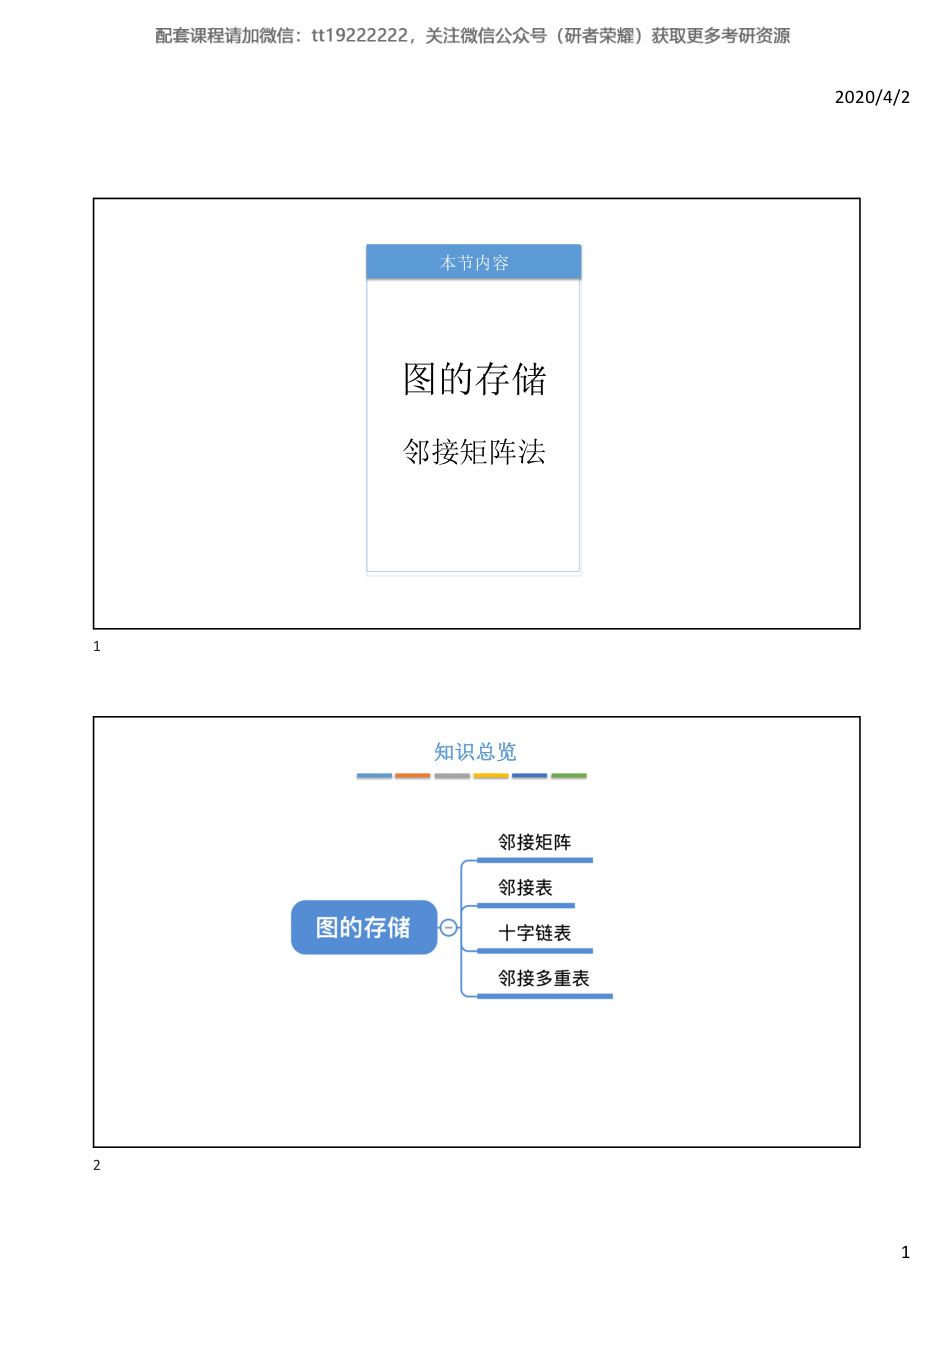 配套课程请加微信：tt19222222，关注微信公众号（研者荣耀）获取更多考研资源
2020/4/2
本节内容
图的存储
邻接矩阵法
1
知识总览
图的存储
邻接矩阵
邻接表
十字链表
邻接多重表
2
1